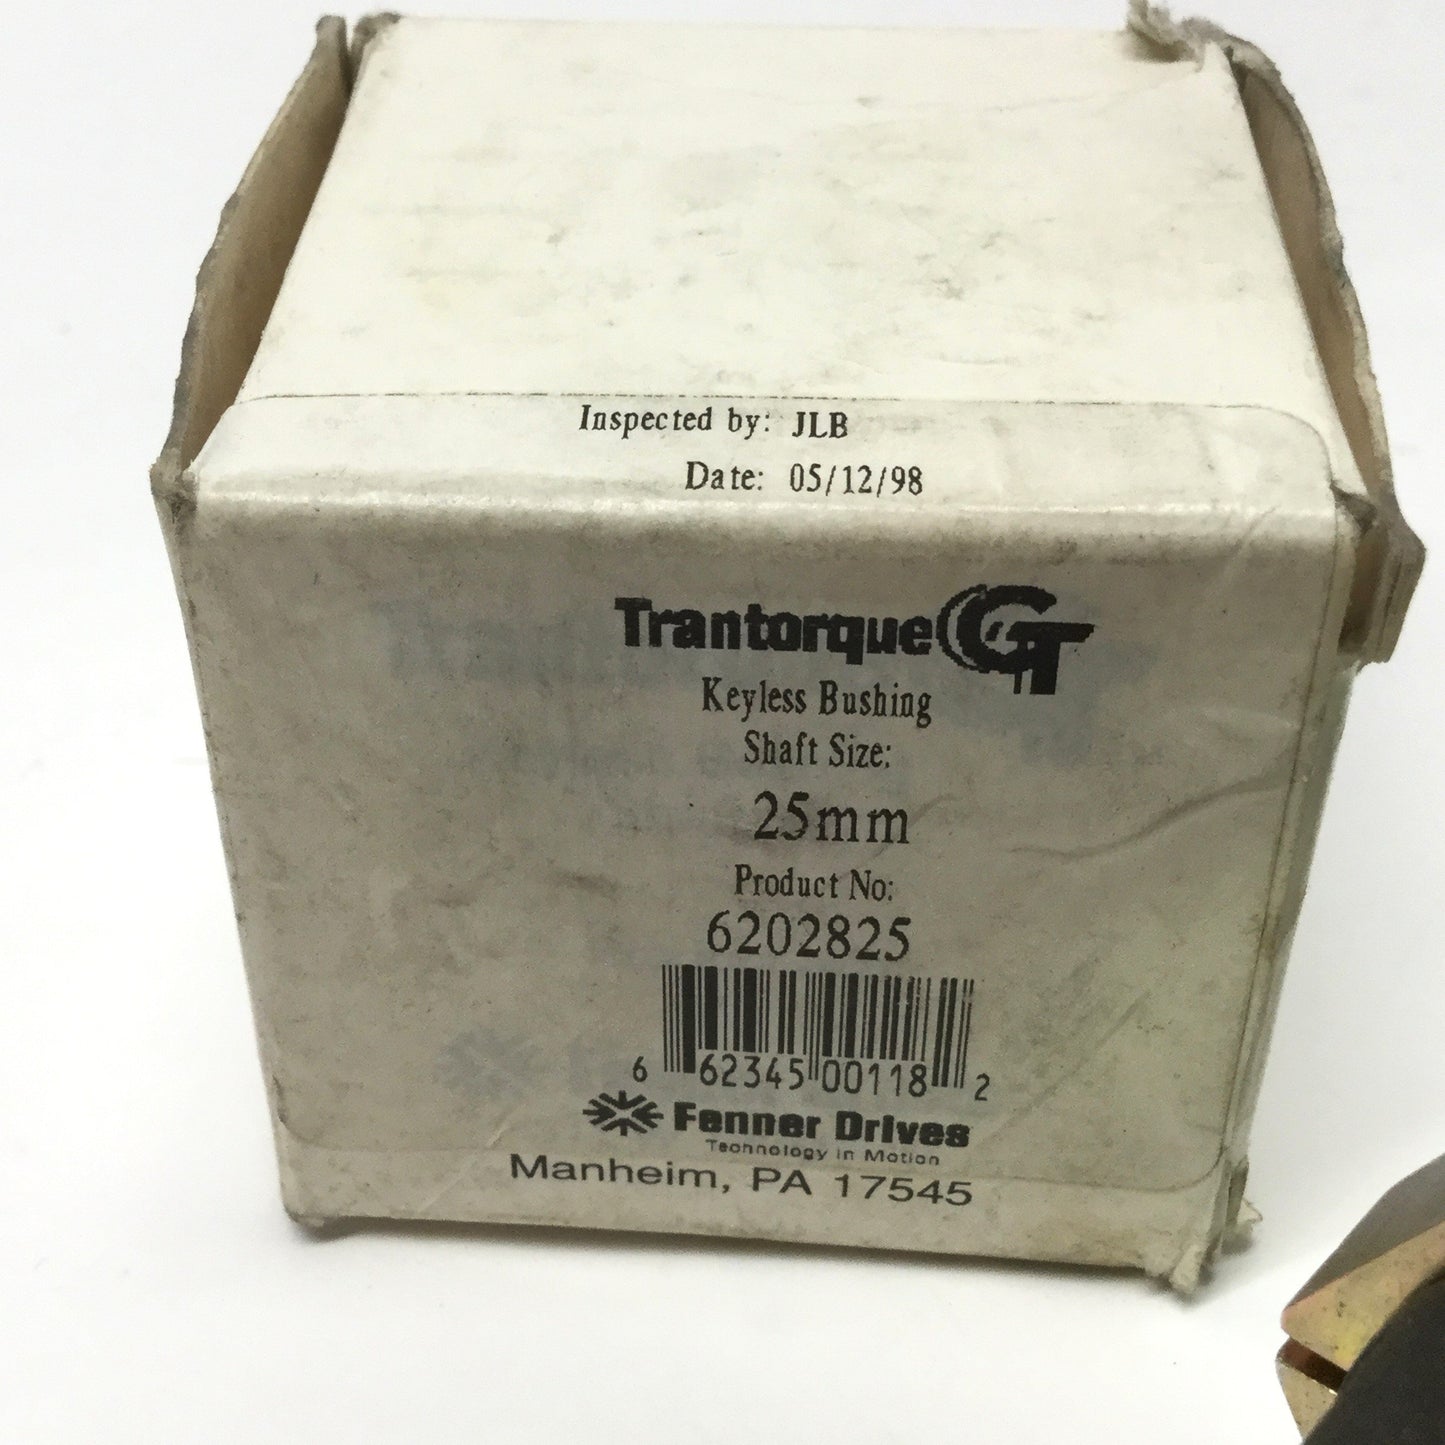 Inspected by: JLB
Date: 05/12/98
Trantorque GT
Keyless Bushing
Shaft Size:
25mm
Product No:
6202825
6 62345 00118 2
Fenner Drives
Technology in Motion
Manheim, PA 17545